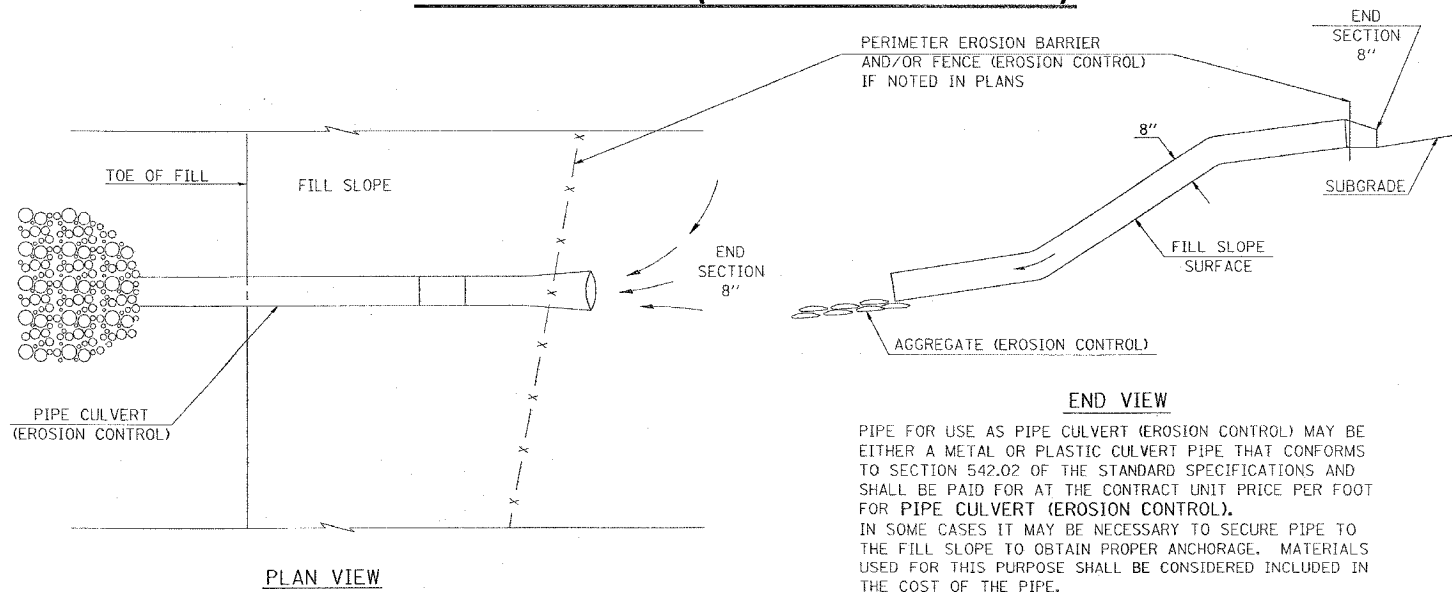 PERIMETER EROSION BARRIER
AND/OR FENCE (EROSION CONTROL)
IF NOTED IN PLANS
END
SECTION
8"
8"
TOE OF FILL
FILL SLOPE
SUBGRADE
END
SECTION
8"
FILL SLOPE
SURFACE
AGGREGATE (EROSION CONTROL)
PIPE CULVERT
(EROSION CONTROL)
PLAN VIEW
END VIEW
PIPE FOR USE AS PIPE CULVERT (EROSION CONTROL) MAY BE
EITHER A METAL OR PLASTIC CULVERT PIPE THAT CONFORMS
TO SECTION 542.02 OF THE STANDARD SPECIFICATIONS AND
SHALL BE PAID FOR AT THE CONTRACT UNIT PRICE PER FOOT
FOR PIPE CULVERT (EROSION CONTROL).
IN SOME CASES IT MAY BE NECESSARY TO SECURE PIPE TO
THE FILL SLOPE TO OBTAIN PROPER ANCHORAGE. MATERIALS
USED FOR THIS PURPOSE SHALL BE CONSIDERED INCLUDED IN
THE COST OF THE PIPE.